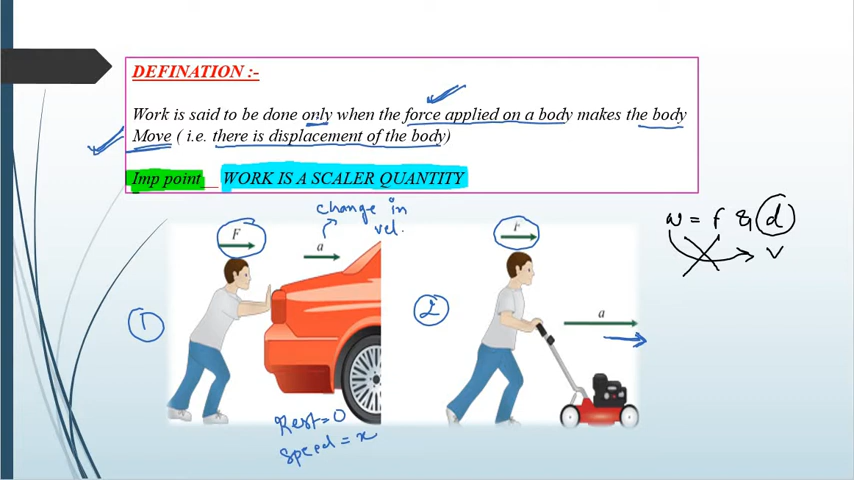 DEFINATION :-
Work is said to be done only when the force applied on a body makes the body
Move ( i.e. there is displacement of the body)
Imp point WORK IS A SCALER QUANTITY
change in
vel.
w = f & d
v
F
a
F
a
1
2
Rest = 0
Speed = x